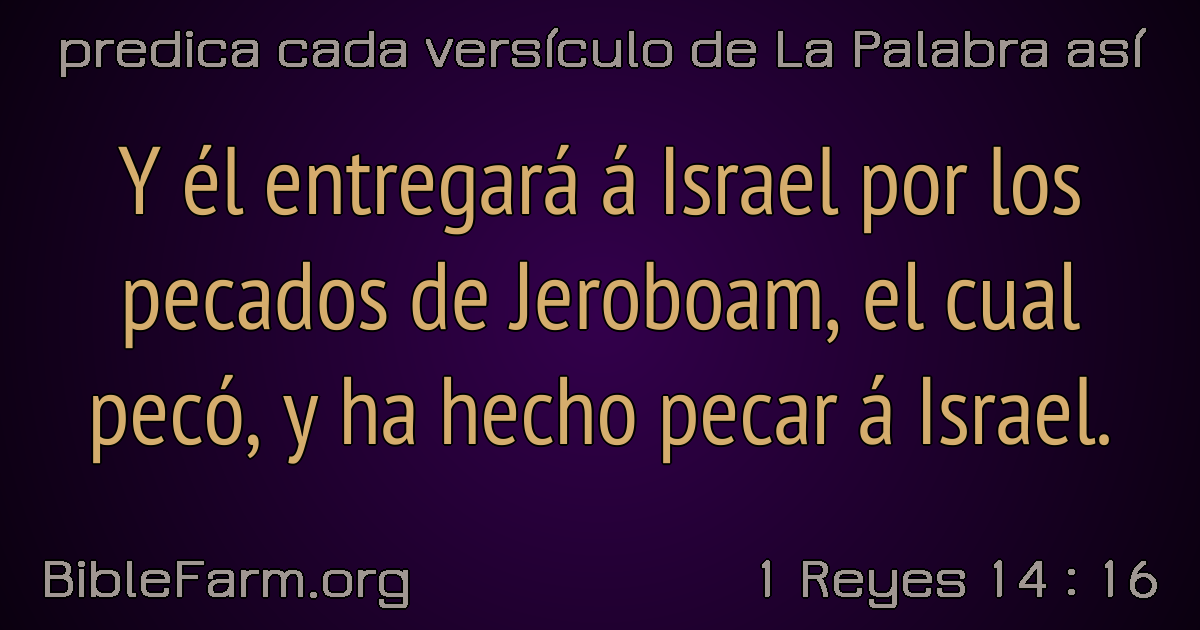 predica cada versículo de La Palabra así
Y él entregará á Israel por los
pecados de Jeroboam, el cual
pecó, y ha hecho pecar á Israel.
BibleFarm.org
1 Reyes 14 : 16